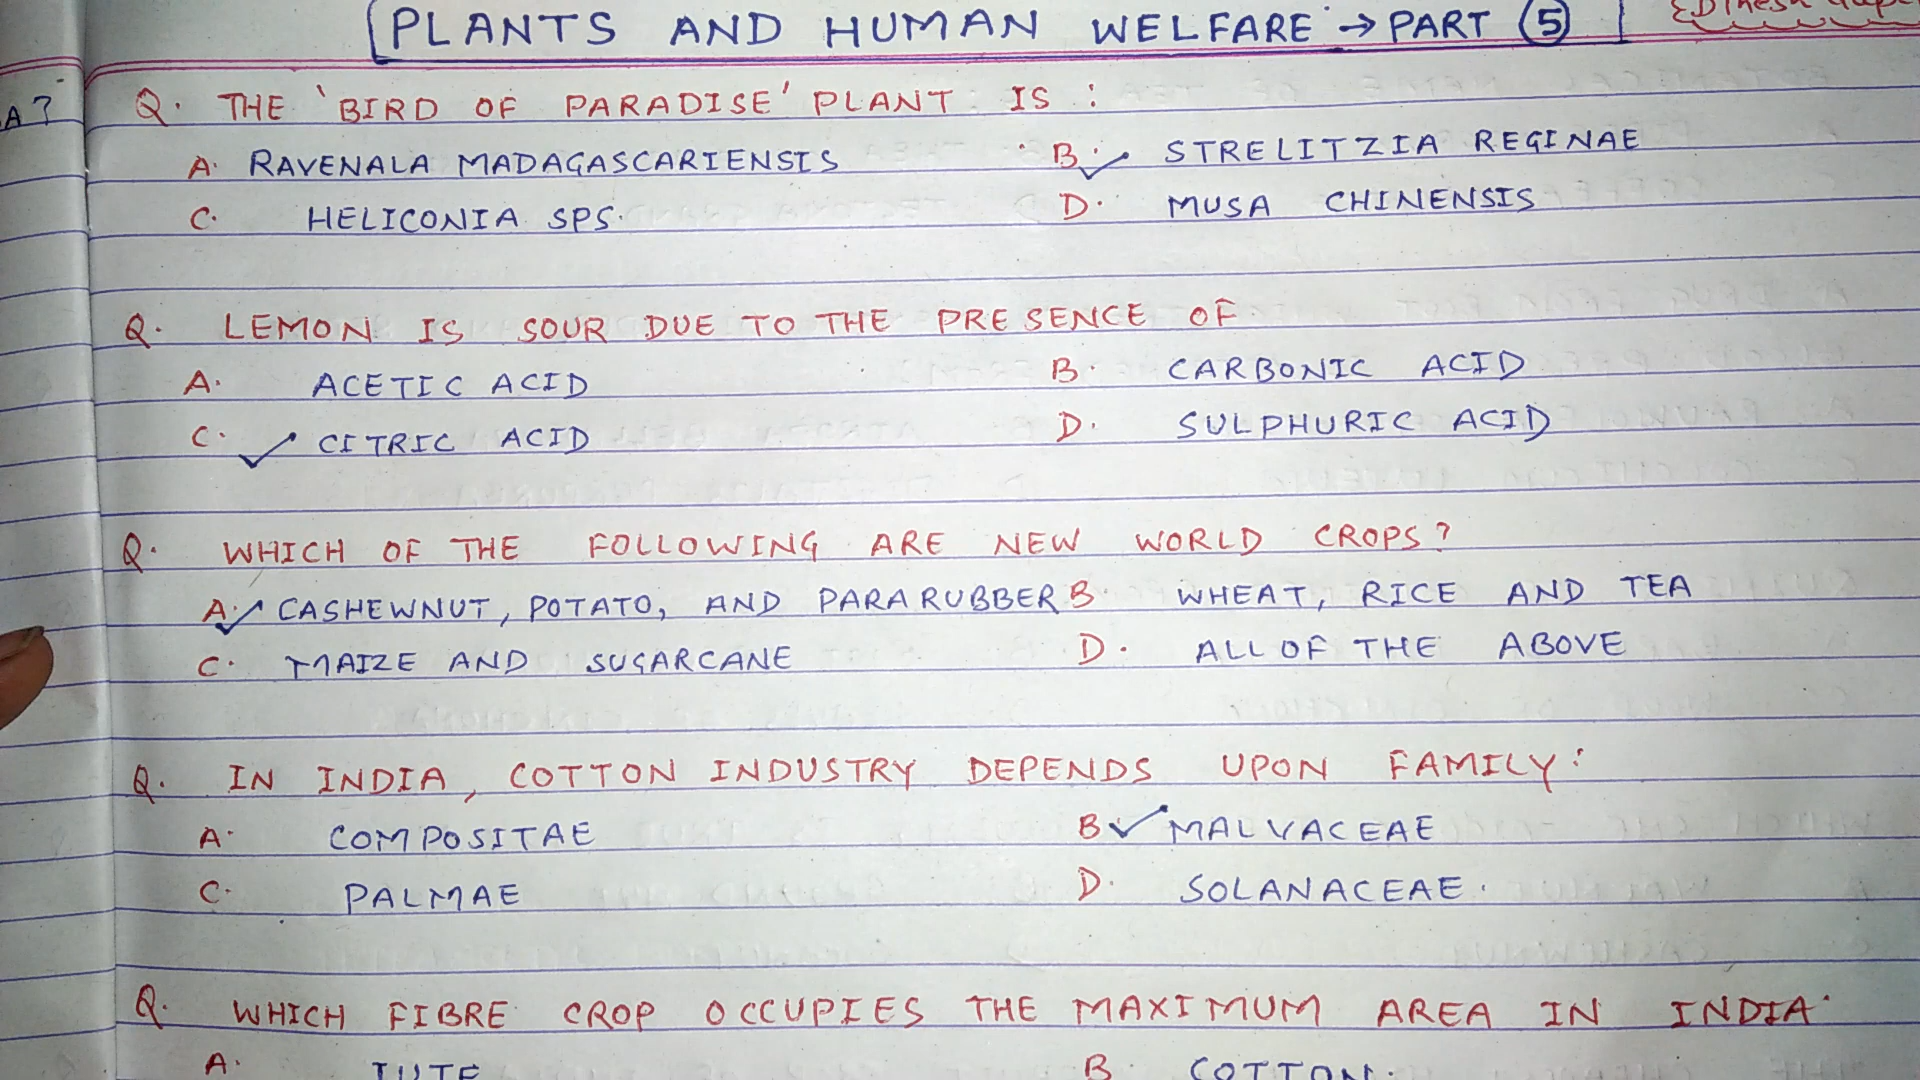 PLANTS AND HUMAN WELFARE → PART (5)
A?
Q. THE 'BIRD OF PARADISE' PLANT IS :
A. RAVENALA MADAGASCARIENSIS B. ✓ STRELITZIA REGINAE
C. HELICONIA SPS. D. MUSA CHINENSIS
Q. LEMON IS SOUR DUE TO THE PRESENCE OF
A. ACETIC ACID B. CARBONIC ACID
C. ✓ CITRIC ACID D. SULPHURIC ACID
Q. WHICH OF THE FOLLOWING ARE NEW WORLD CROPS?
A. ✓ CASHEWNUT, POTATO, AND PARA RUBBER B. WHEAT, RICE AND TEA
C. MAIZE AND SUGARCANE D. ALL OF THE ABOVE
Q. IN INDIA, COTTON INDUSTRY DEPENDS UPON FAMILY:
A. COMPOSITAE B ✓ MALVACEAE
C. PALMAE D. SOLANACEAE.
Q. WHICH FIBRE CROP OCCUPIES THE MAXIMUM AREA IN INDIA
A. JUTE B. COTTON.